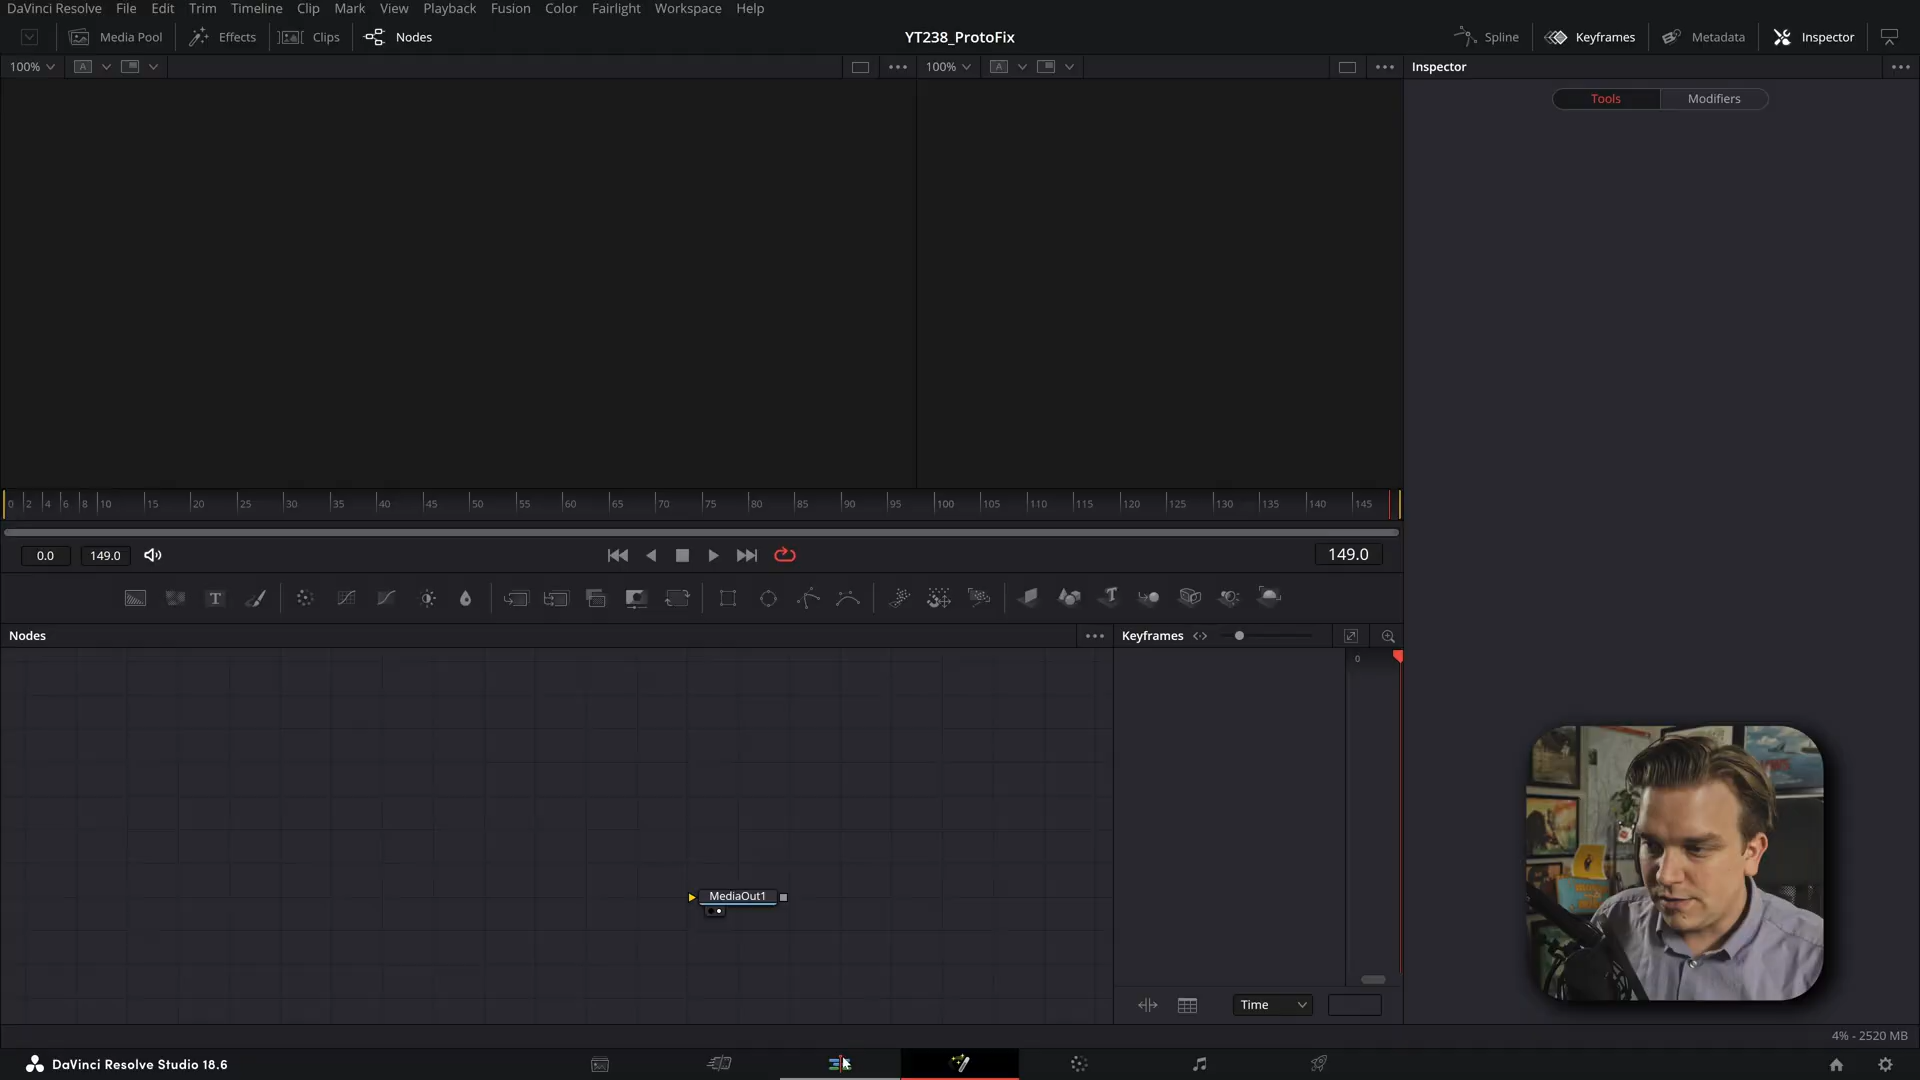 DaVinci Resolve File Edit Trim Timeline Clip Mark View Playback Fusion Color Fairlight Workspace Help
Media Pool Effects Clips Nodes YT238_ProtoFix Spline Keyframes Metadata Inspector
100% A 100% A Inspector
Tools Modifiers
0 2 4 6 8 10 15 20 25 30 35 40 45 50 55 60 65 70 75 80 85 90 95 100 105 110 115 120 125 130 135 140 145
0.0 149.0 149.0
T T
Nodes Keyframes
0
MediaOut1
Time
4% - 2520 MB
DaVinci Resolve Studio 18.6